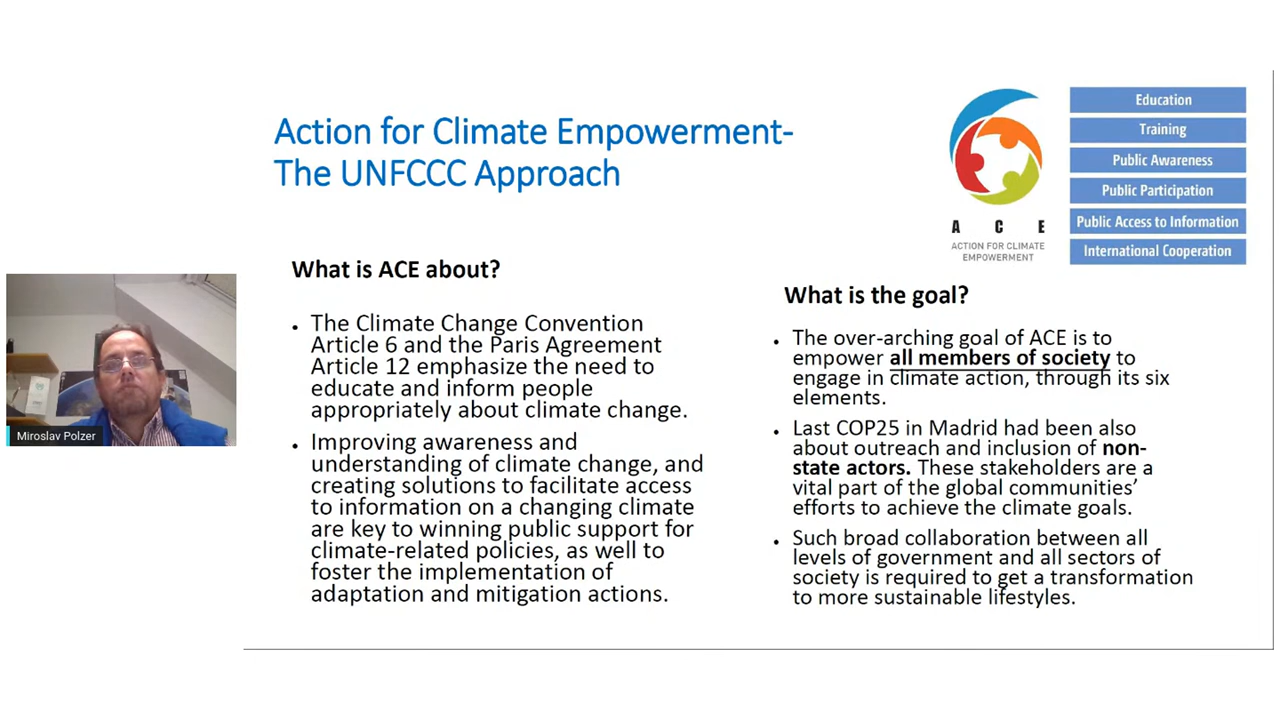 Action for Climate Empowerment-
The UNFCCC Approach
A C E
ACTION FOR CLIMATE
EMPOWERMENT
Education
Training
Public Awareness
Public Participation
Public Access to Information
International Cooperation
What is ACE about?
• The Climate Change Convention
Article 6 and the Paris Agreement
Article 12 emphasize the need to
educate and inform people
appropriately about climate change.
• Improving awareness and
understanding of climate change, and
creating solutions to facilitate access
to information on a changing climate
are key to winning public support for
climate-related policies, as well to
foster the implementation of
adaptation and mitigation actions.
What is the goal?
• The over-arching goal of ACE is to
empower all members of society to
engage in climate action, through its six
elements.
• Last COP25 in Madrid had been also
about outreach and inclusion of non-
state actors. These stakeholders are a
vital part of the global communities’
efforts to achieve the climate goals.
• Such broad collaboration between all
levels of government and all sectors of
society is required to get a transformation
to more sustainable lifestyles.
Miroslav Polzer